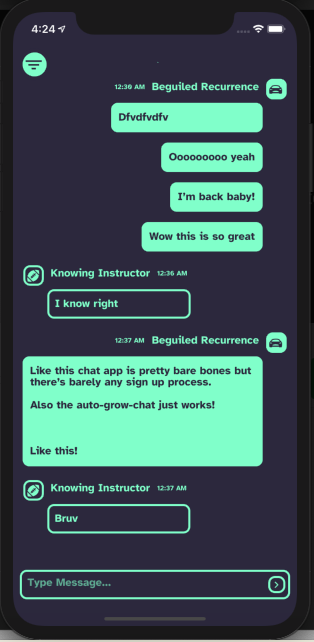 4:24
12:36 AM Beguiled Recurrence
Dfvdfvdfv
Ooooooooo yeah
I'm back baby!
Wow this is so great
Knowing Instructor 12:36 AM
I know right
12:37 AM Beguiled Recurrence
Like this chat app is pretty bare bones but
there's barely any sign up process.
Also the auto-grow-chat just works!
Like this!
Knowing Instructor 12:37 AM
Bruv
Type Message...